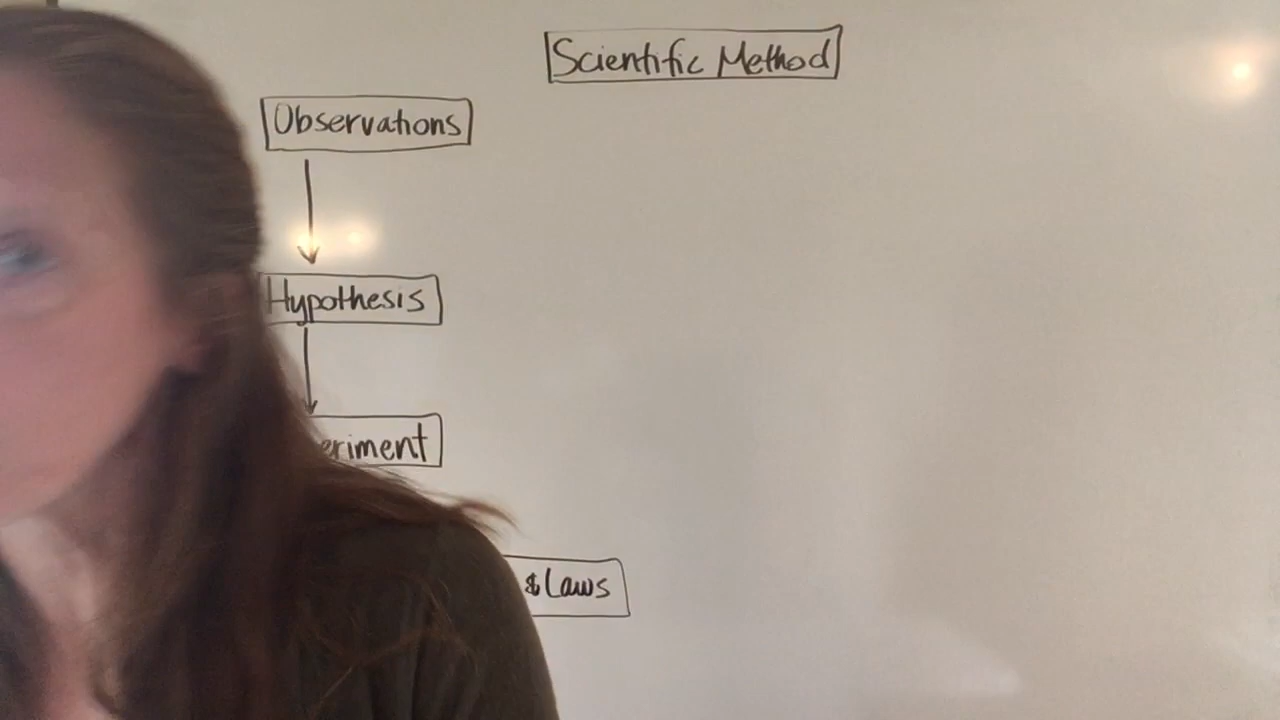 Scientific Method
Observations
Hypothesis
eriment
& Laws